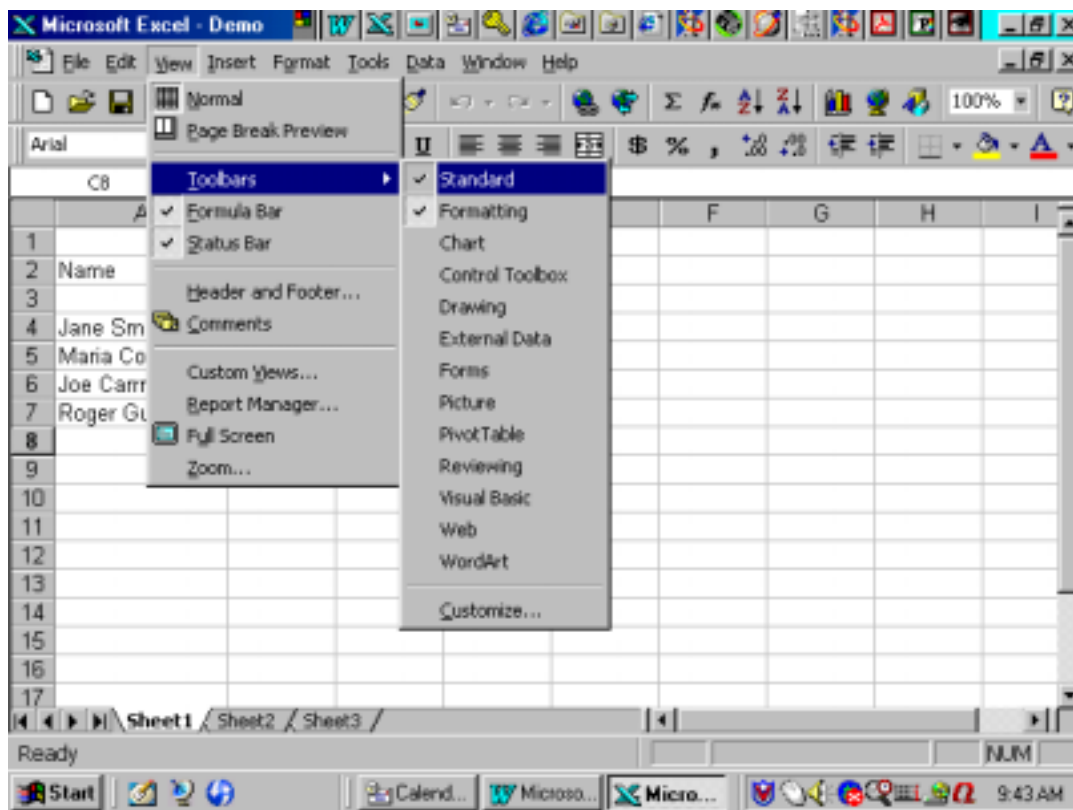 Microsoft Excel - Demo
File Edit View Insert Format Tools Data Window Help
100%
Arial U $ % ,
C8
Normal
Page Break Preview
Toolbars
Formula Bar
Status Bar
Header and Footer...
Comments
Custom Views...
Report Manager...
Full Screen
Zoom...
Standard
Formatting
Chart
Control Toolbox
Drawing
External Data
Forms
Picture
PivotTable
Reviewing
Visual Basic
Web
WordArt
Customize...
A F G H I
1
2 Name
3
4 Jane Sm
5 Maria Co
6 Joe Carr
7 Roger Gu
8
9
10
11
12
13
14
15
16
17
Sheet1 Sheet2 Sheet3
Ready NUM
Start Calend... Microso... Micro... 9:43 AM